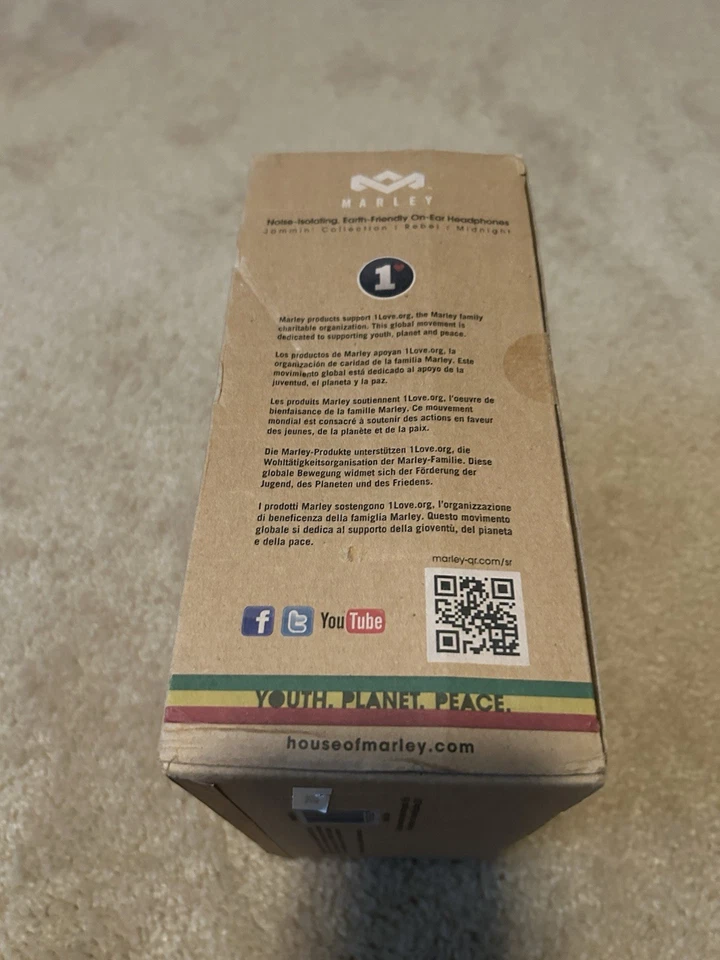 MARLEY
Noise-Isolating, Earth-Friendly On-Ear Headphones
Jammin' Collection / Rebel / Midnight
1
Marley products support 1Love.org, the Marley family
charitable organization. This global movement is
dedicated to supporting youth, planet and peace.
Los productos de Marley apoyan 1Love.org, la
organización de caridad de la familia Marley. Este
movimiento global está dedicado al apoyo de la
juventud, el planeta y la paz.
Les produits Marley soutiennent 1Love.org, l'oeuvre de
bienfaisance de la famille Marley. Ce mouvement
mondial est consacré à soutenir des actions en faveur
des jeunes, de la planète et de la paix.
Die Marley-Produkte unterstützen 1Love.org, die
Wohltätigkeitsorganisation der Marley-Familie. Diese
globale Bewegung widmet sich der Förderung der
Jugend, des Planeten und des Friedens.
I prodotti Marley sostengono 1Love.org, l'organizzazione
di beneficenza della famiglia Marley. Questo movimento
globale si dedica al supporto della gioventù, del pianeta
e della pace.
marley-qr.com/sr
f t YouTube
YOUTH. PLANET. PEACE.
houseofmarley.com